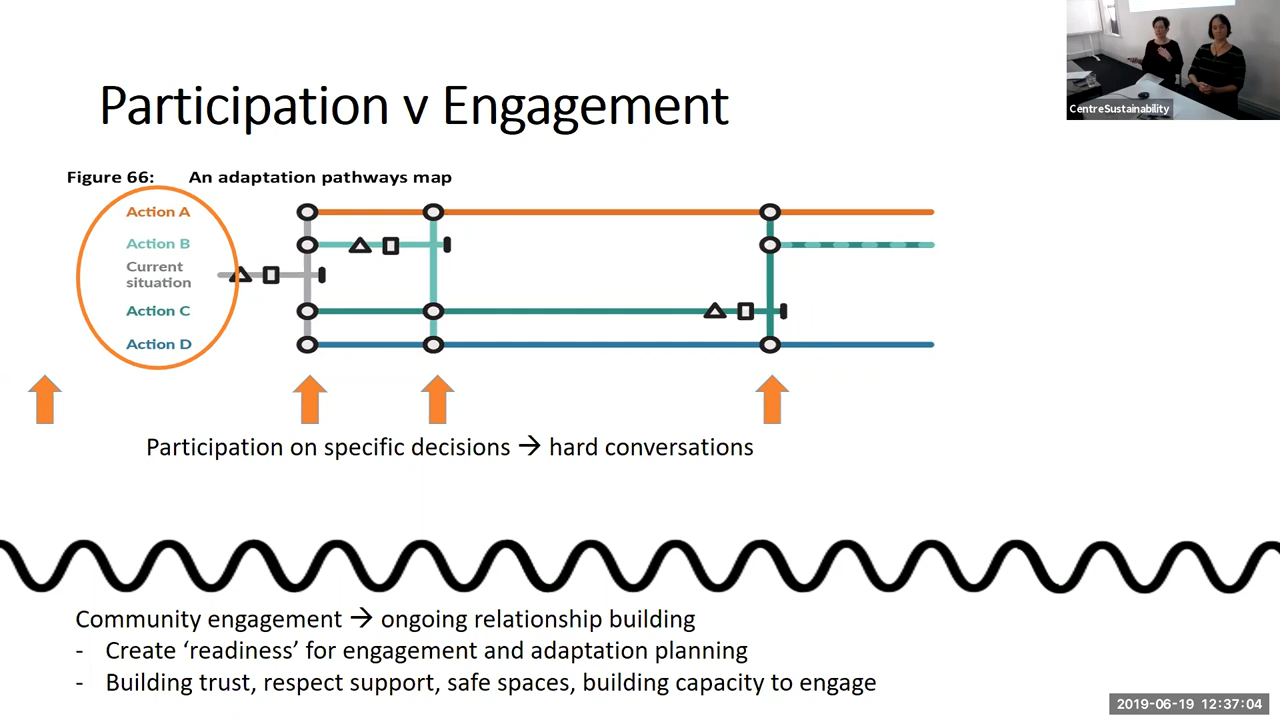 Participation v Engagement
CentreSustainability
Figure 66: An adaptation pathways map
Action A
Action B
Current
situation
Action C
Action D
Participation on specific decisions → hard conversations
Community engagement → ongoing relationship building
- Create ‘readiness’ for engagement and adaptation planning
- Building trust, respect support, safe spaces, building capacity to engage
2019-06-19 12:37:04